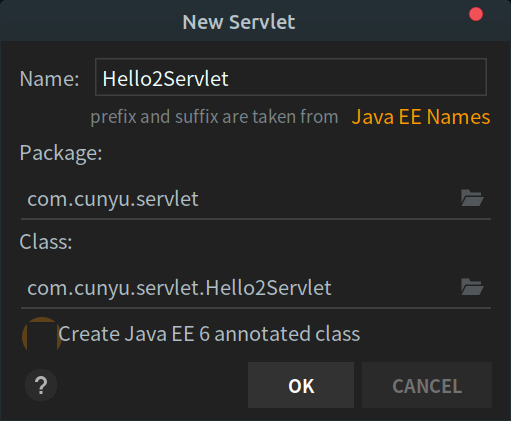 New Servlet
Name: Hello2Servlet
prefix and suffix are taken from Java EE Names
Package:
com.cunyu.servlet
Class:
com.cunyu.servlet.Hello2Servlet
Create Java EE 6 annotated class
? OK CANCEL